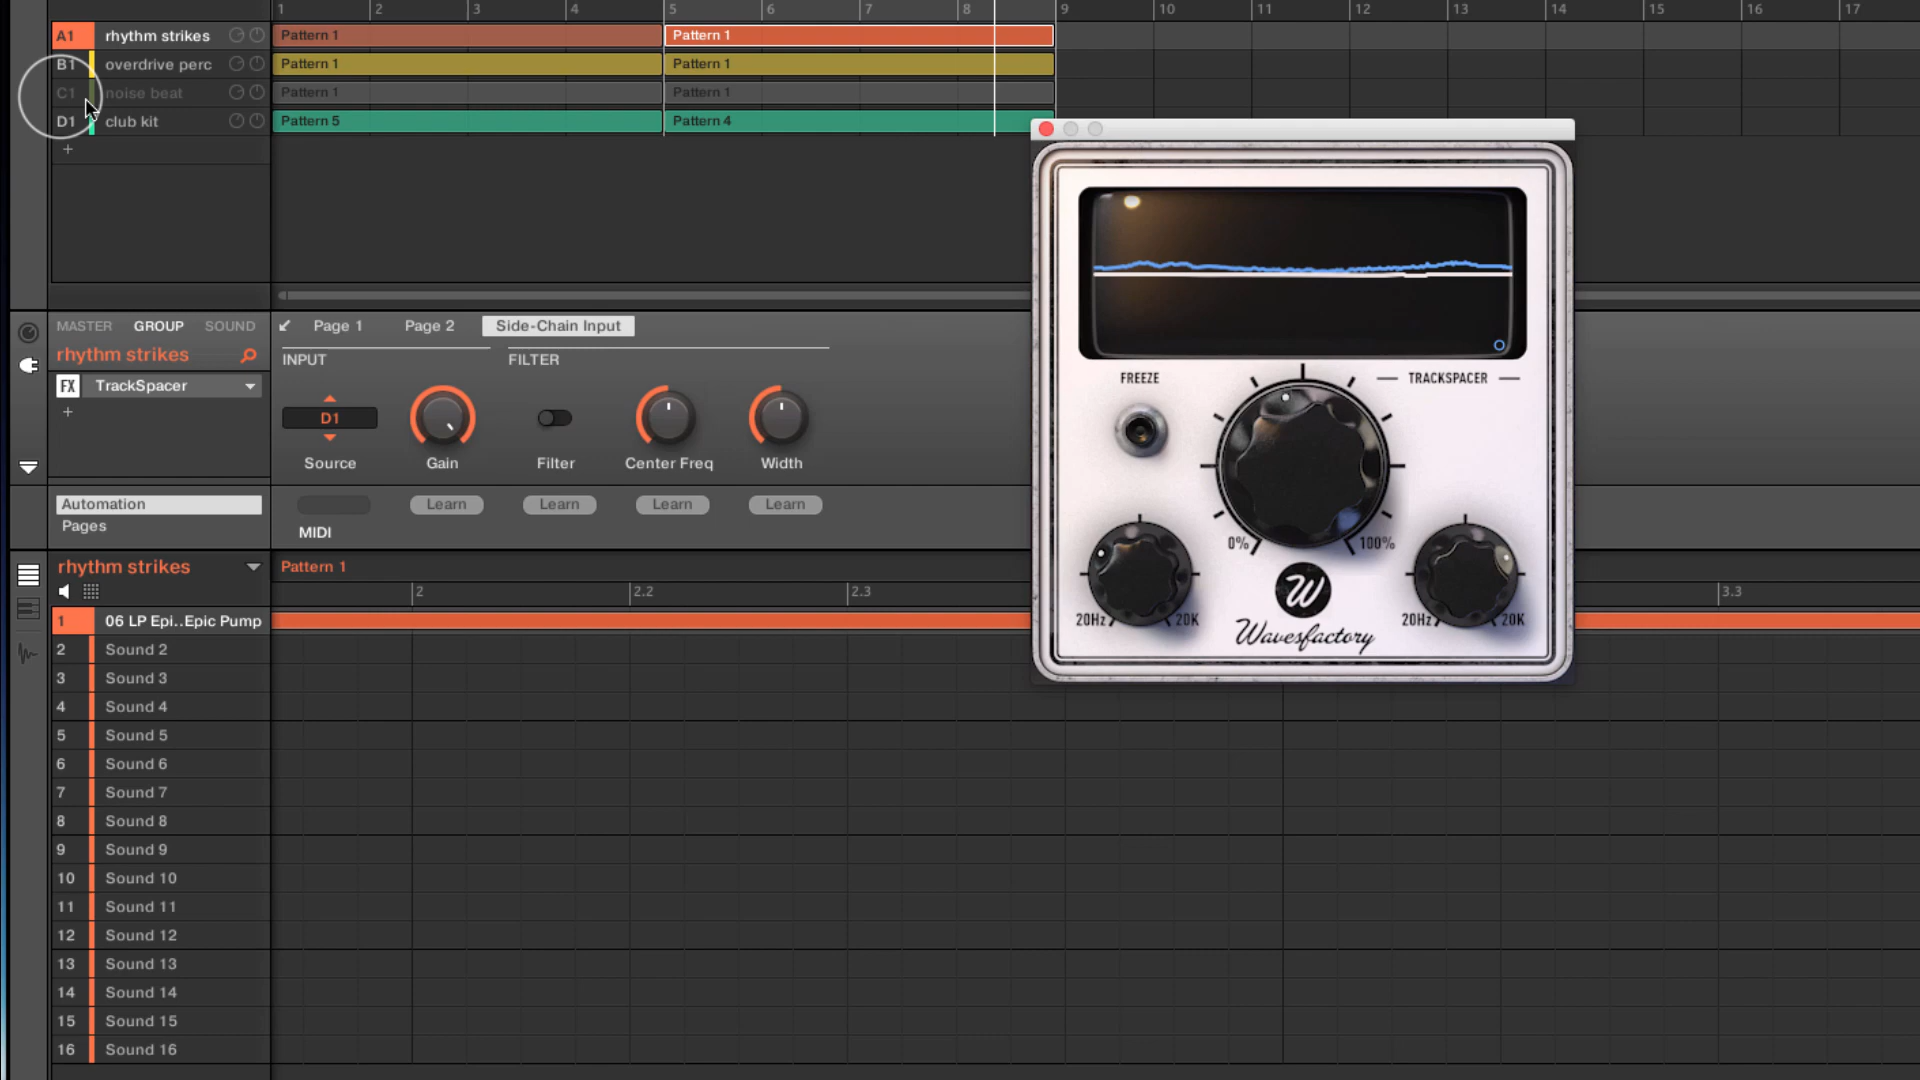 1 2 3 4 5 6 7 8 9 10 11 12 13 14 15 16 17
A1 rhythm strikes Pattern 1 Pattern 1
B1 overdrive perc Pattern 1 Pattern 1
C1 noise beat Pattern 1 Pattern 1
D1 club kit Pattern 5 Pattern 4
+
MASTER GROUP SOUND Page 1 Page 2 Side-Chain Input
rhythm strikes
INPUT FILTER
FX TrackSpacer
+
D1
Source Gain Filter Center Freq Width
Automation Learn Learn Learn Learn
Pages
MIDI
rhythm strikes Pattern 1
2 2.2 2.3 3.3
1 06 LP Epi..Epic Pump
2 Sound 2
3 Sound 3
4 Sound 4
5 Sound 5
6 Sound 6
7 Sound 7
8 Sound 8
9 Sound 9
10 Sound 10
11 Sound 11
12 Sound 12
13 Sound 13
14 Sound 14
15 Sound 15
16 Sound 16
FREEZE TRACKSPACER
0% 100%
20Hz 20K 20Hz 20K
W
Wavesfactory